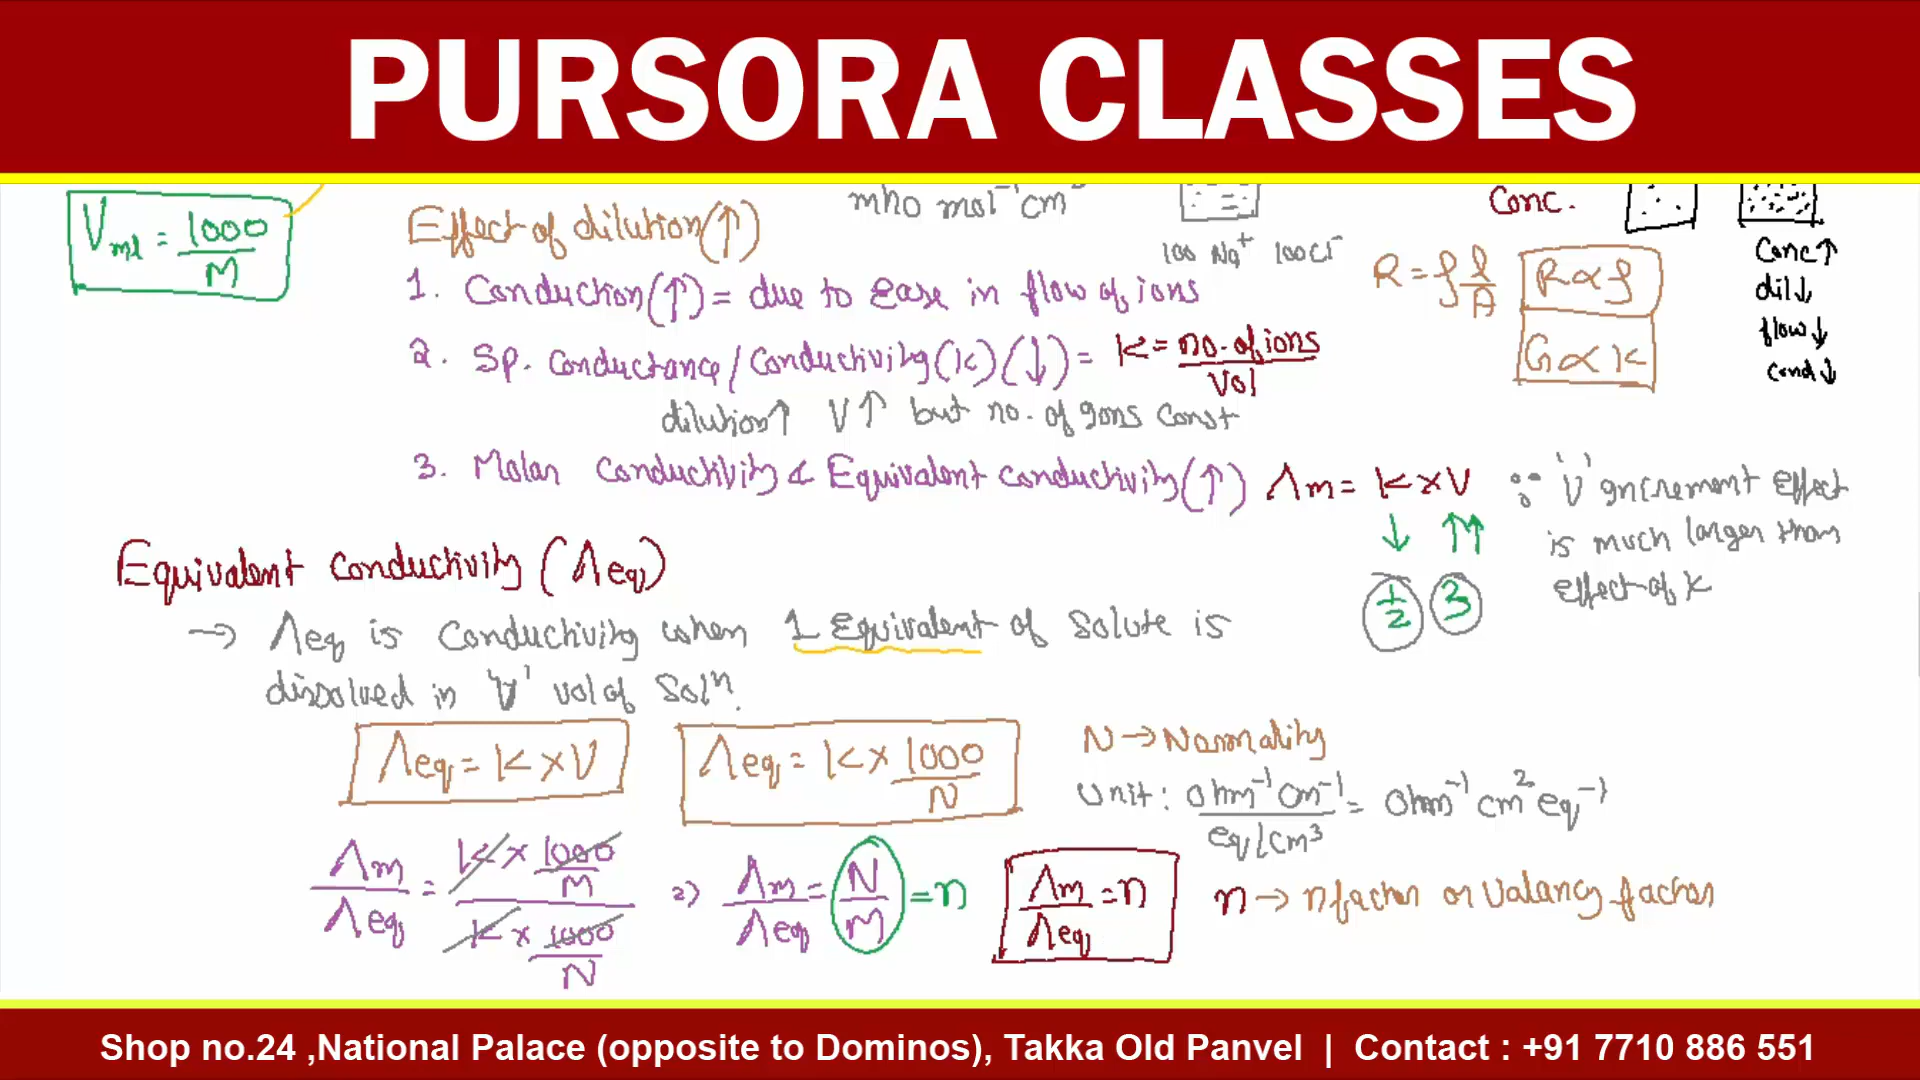 PURSORA CLASSES
V ml = 1000/M
mho mol⁻¹ cm²
Conc.
Effect of dilution (↑)
100 Na⁺ 100 Cl⁻
1. Conduction (↑) = due to Ease in flow of ions
R = ρ l/A
R ∝ ρ
G ∝ K
Conc ↑
dil ↓
flow ↓
cond ↓
2. Sp. Conductance / Conductivity (K) (↓) = K = no. of ions / Vol
dilution ↑ V ↑ but no. of ions Const
3. Molar Conductivity & Equivalent conductivity (↑) Λm = K × V
↓ ↑↑
1/2 3
∵ 'V' increment effect
is much larger than
effect of K
Equivalent conductivity (Λeq)
→ Λeq is Conductivity when 1 Equivalent of Solute is
dissolved in 'V' vol of Solⁿ.
Λeq = K × V
Λeq = K × 1000/N
N → Normality
Unit: ohm⁻¹ cm⁻¹ / eq/cm³ = ohm⁻¹ cm² eq⁻¹
Λm/Λeq = K × 1000/M / K × 1000/N ⇒ Λm/Λeq = N/M = n
Λm/Λeq = n
n → n factor or Valancy factor
Shop no.24 ,National Palace (opposite to Dominos), Takka Old Panvel | Contact : +91 7710 886 551